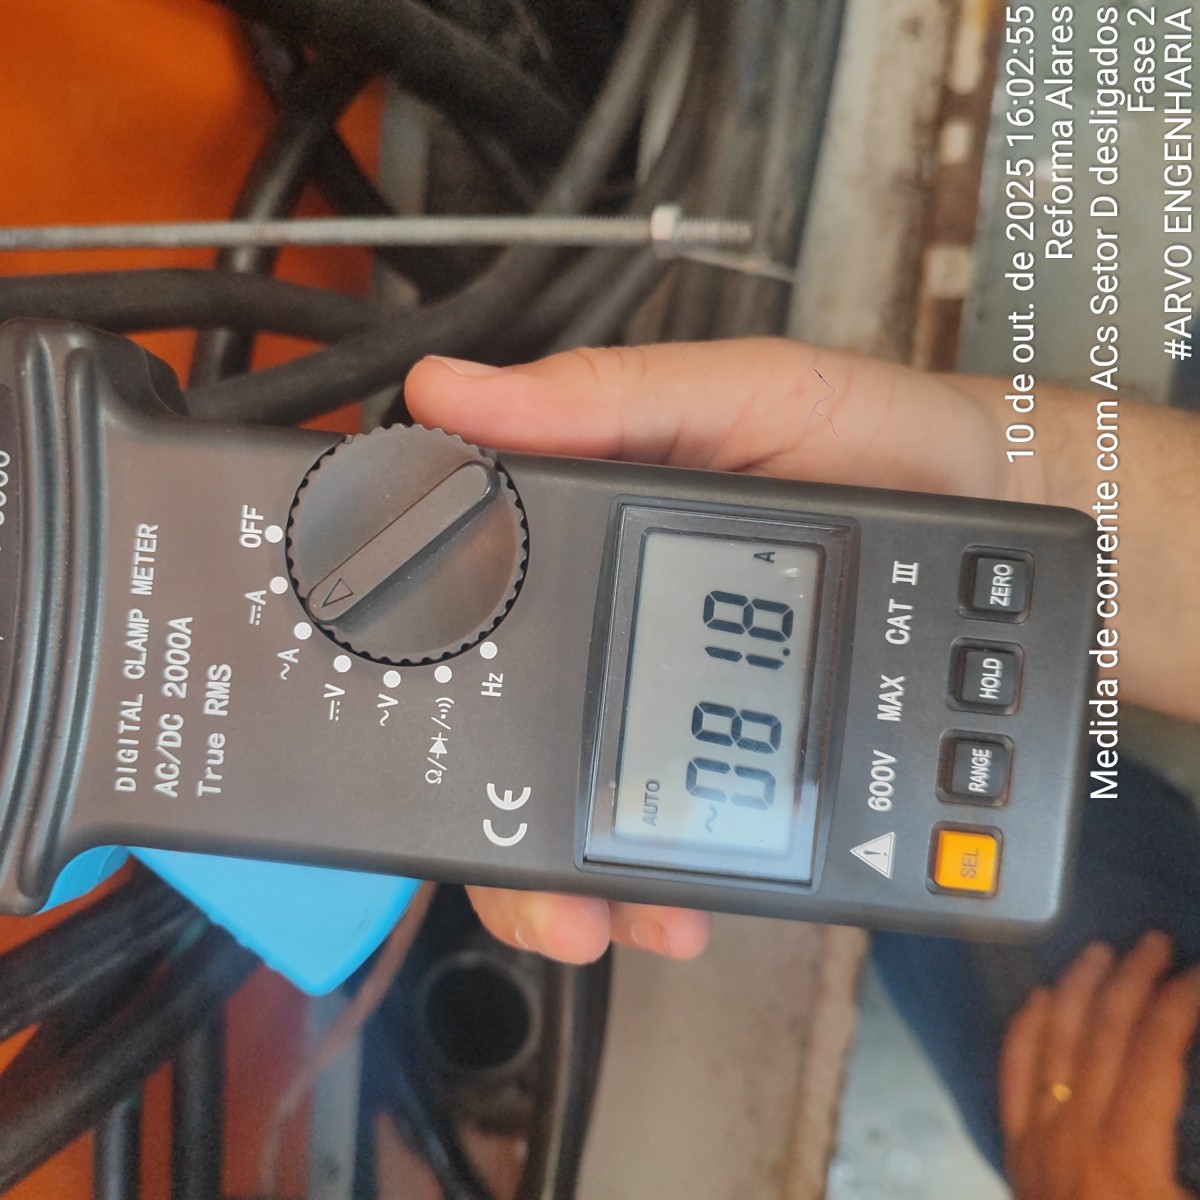 DIGITAL CLAMP METER
AC/DC 2000A
True RMS
OFF
⎓A
~A
⎓V
~V
Ω/
Hz
CE
AUTO
~081.8 A
600V MAX CAT III
SEL
RANGE
HOLD
ZERO
10 de out. de 2025 16:02:55
Reforma Alares
Medida de corrente com ACs Setor D desligados
Fase 2
#ARVO ENGENHARIA